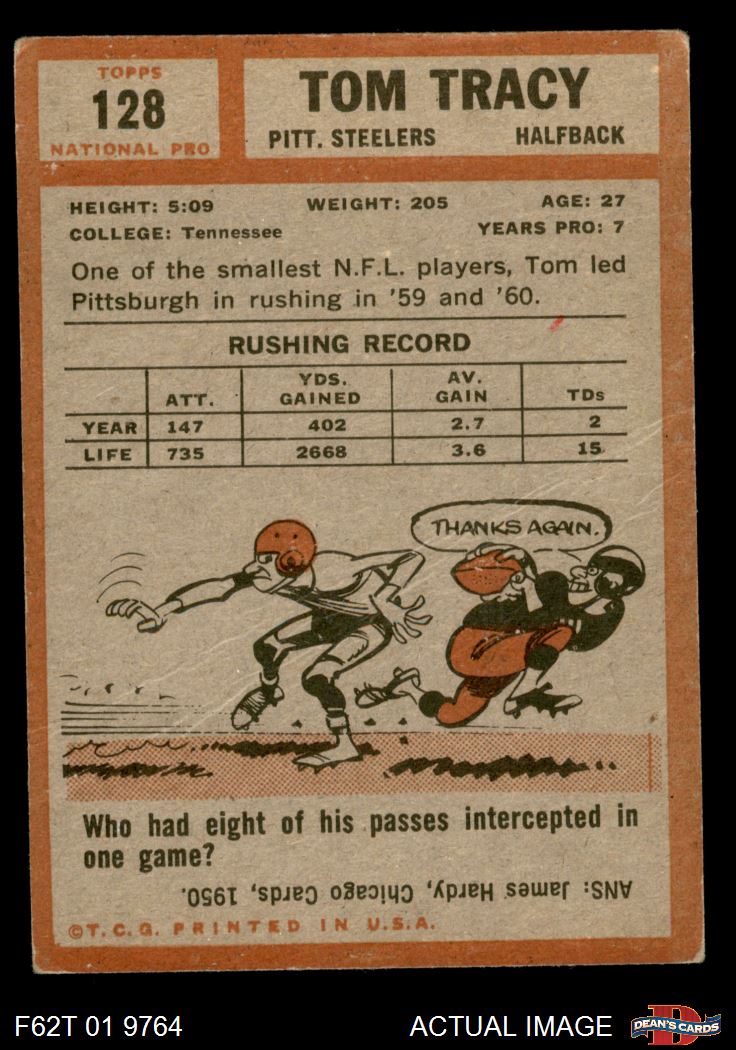 TOPPS
128
NATIONAL PRO
TOM TRACY
PITT. STEELERS HALFBACK
HEIGHT: 5:09 WEIGHT: 205 AGE: 27
COLLEGE: Tennessee YEARS PRO: 7
One of the smallest N.F.L. players, Tom led
Pittsburgh in rushing in '59 and '60.
RUSHING RECORD
ATT. YDS. GAINED AV. GAIN TDs
YEAR 147 402 2.7 2
LIFE 735 2668 3.6 15
THANKS AGAIN.
Who had eight of his passes intercepted in
one game?
ANS: James Hardy, Chicago Cards, 1950.
©T.C.G. PRINTED IN U.S.A.
F62T 01 9764 ACTUAL IMAGE DEAN'S CARDS